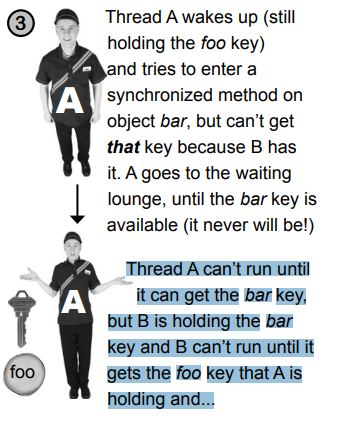 3
Thread A wakes up (still
holding the foo key)
and tries to enter a
synchronized method on
object bar, but can't get
that key because B has
it. A goes to the waiting
lounge, until the bar key is
available (it never will be!)
A
Thread A can't run until
it can get the bar key,
but B is holding the bar
key and B can't run until it
gets the foo key that A is
holding and...
A
foo